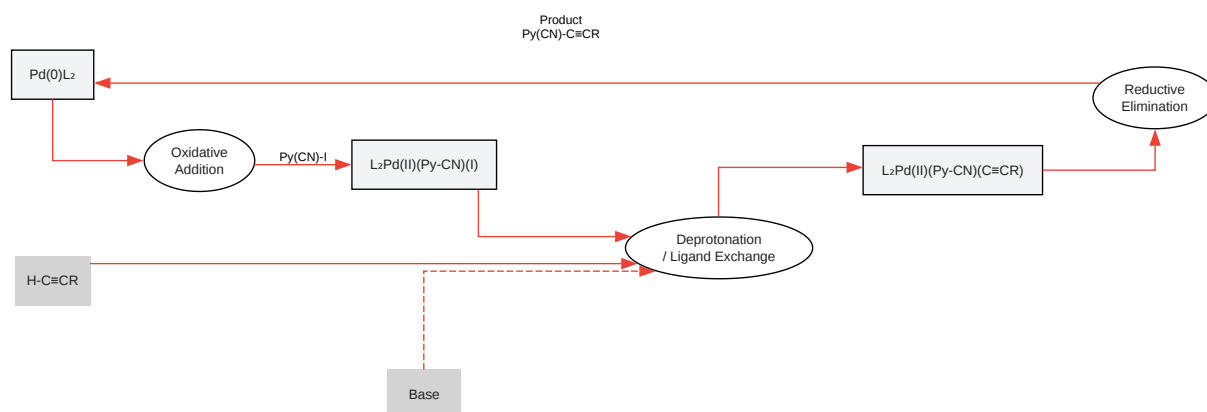 Product
Py(CN)-C≡CR
Pd(0)L₂
Reductive
Elimination
Oxidative
Addition
Py(CN)-I
L₂Pd(II)(Py-CN)(I)
L₂Pd(II)(Py-CN)(C≡CR)
Deprotonation
/ Ligand Exchange
H-C≡CR
Base